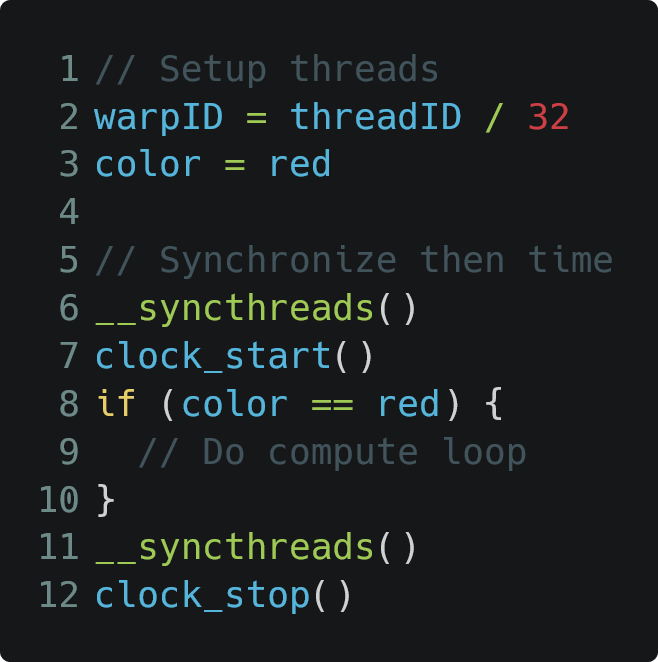 1 // Setup threads
2 warpID = threadID / 32
3 color = red
4
5 // Synchronize then time
6 __syncthreads()
7 clock_start()
8 if (color == red) {
9   // Do compute loop
10 }
11 __syncthreads()
12 clock_stop()